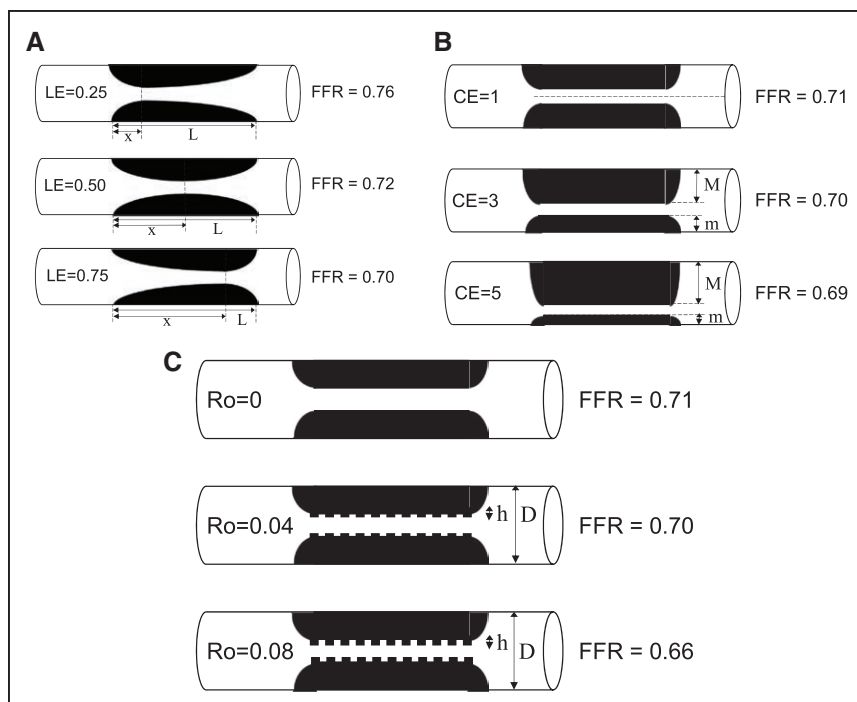 A
LE=0.25
FFR = 0.76
x
L
LE=0.50
FFR = 0.72
x
L
LE=0.75
FFR = 0.70
x
L
B
CE=1
FFR = 0.71
CE=3
M
m
FFR = 0.70
CE=5
M
m
FFR = 0.69
C
Ro=0
FFR = 0.71
Ro=0.04
h
D
FFR = 0.70
Ro=0.08
h
D
FFR = 0.66